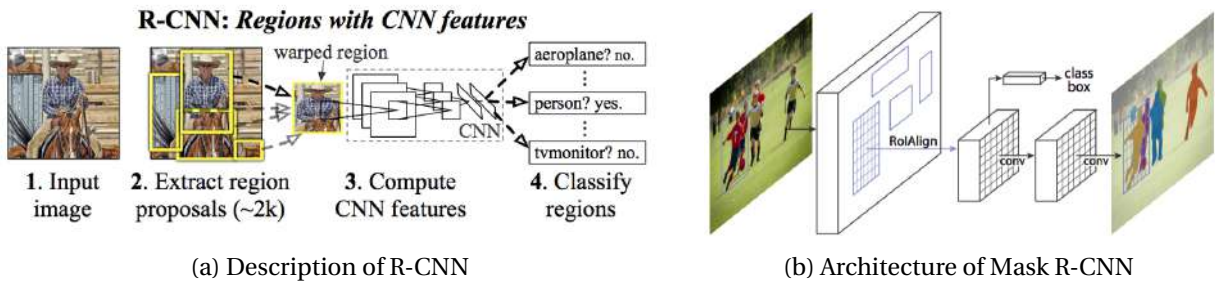 R-CNN: Regions with CNN features
warped region
aeroplane? no.
person? yes.
tvmonitor? no.
CNN
1. Input
image
2. Extract region
proposals (~2k)
3. Compute
CNN features
4. Classify
regions
(a) Description of R-CNN
class
box
RoIAlign
conv
conv
(b) Architecture of Mask R-CNN